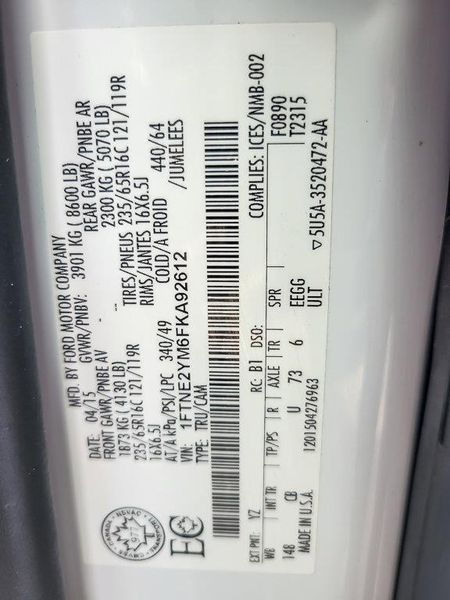 MFD. BY FORD MOTOR COMPANY
DATE: 04/15 GVWR/PNBV: 3901 KG ( 8600 LB)
FRONT GAWR/PNBE AV REAR GAWR/PNBE AR
1873 KG ( 4130 LB) 2300 KG ( 5070 LB)
235/65R16C 121/119R TIRES/PNEUS 235/65R16C 121/119R
16X6.5J RIMS/JANTES 16X6.5J
AT/A kPa/PSI/LPC 340/49 COLD/A FROID 440/64
VIN: 1FTNE2YM6FKA92612 /JUMELEES
TYPE: TRU/CAM
EC
COMPLIES: ICES/NMB-002
F0890
T2315
EXT PNT: YZ RC: B1 DSO:
WB INT TR TP/PS R AXLE TR SPR
148 CB U 73 6 EEGG
ULT
MADE IN U.S.A. 1201504276963 ▽5U5A-3520472-AA